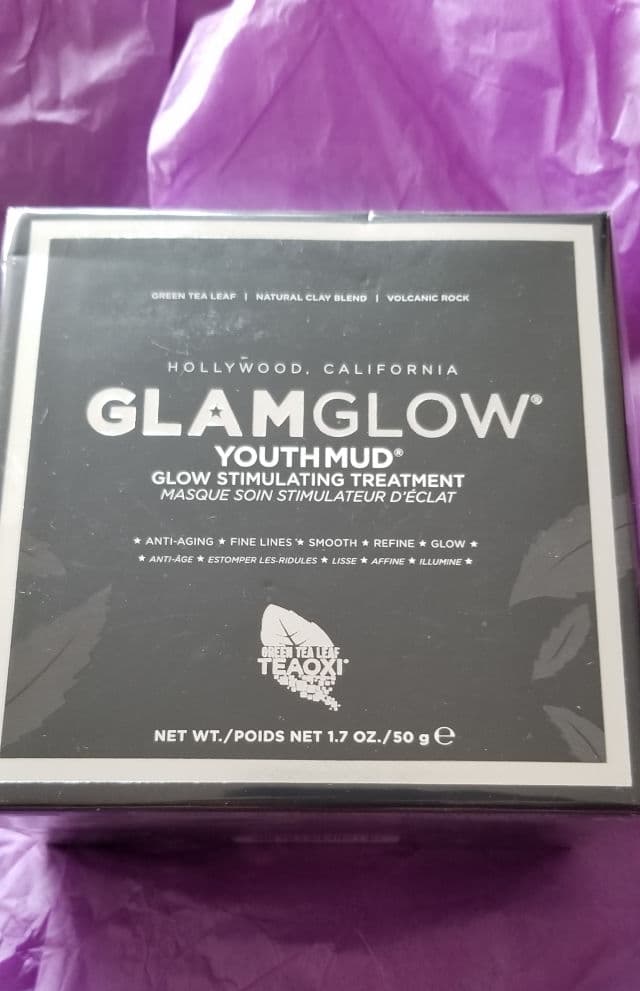 GREEN TEA LEAF | NATURAL CLAY BLEND | VOLCANIC ROCK
HOLLYWOOD, CALIFORNIA
GLAMGLOW®
YOUTHMUD®
GLOW STIMULATING TREATMENT
MASQUE SOIN STIMULATEUR D'ÉCLAT
★ ANTI-AGING ★ FINE LINES ★ SMOOTH ★ REFINE ★ GLOW ★
★ ANTI-ÂGE ★ ESTOMPER LES-RIDULES ★ LISSE ★ AFFINE ★ ILLUMINE ★
GREEN TEA LEAF
TEAOXI
NET WT./POIDS NET 1.7 OZ./50 g ℮